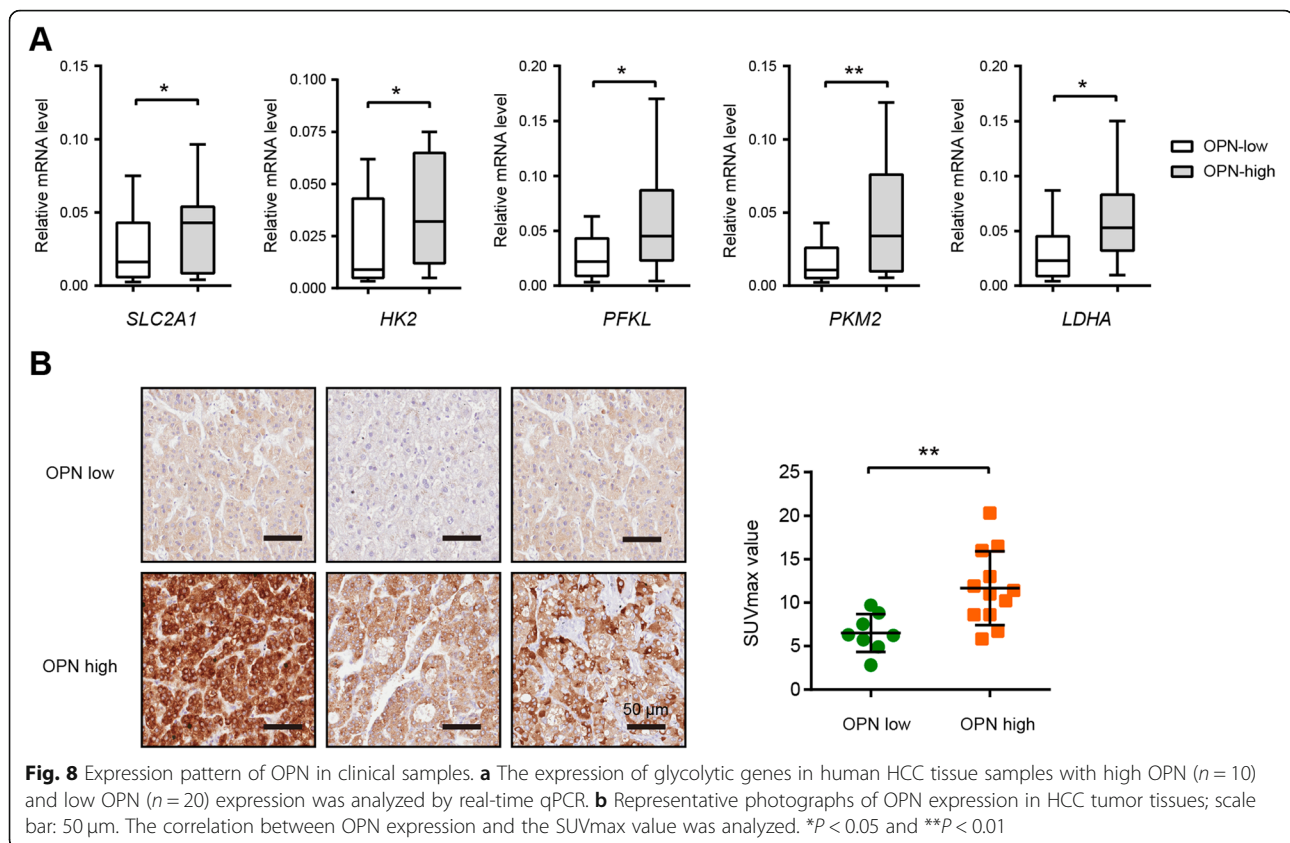 A
Relative mRNA level
0.15
0.10
0.05
0.00
*
SLC2A1
Relative mRNA level
0.100
0.075
0.050
0.025
0.000
*
HK2
Relative mRNA level
0.20
0.15
0.10
0.05
0.00
*
PFKL
Relative mRNA level
0.15
0.10
0.05
0.00
**
PKM2
Relative mRNA level
0.20
0.15
0.10
0.05
0.00
*
LDHA
OPN-low
OPN-high
B
OPN low
OPN high
50 μm
SUVmax value
25
20
15
10
5
0
**
OPN low
OPN high
Fig. 8 Expression pattern of OPN in clinical samples. a The expression of glycolytic genes in human HCC tissue samples with high OPN (n = 10)
and low OPN (n = 20) expression was analyzed by real-time qPCR. b Representative photographs of OPN expression in HCC tumor tissues; scale
bar: 50 μm. The correlation between OPN expression and the SUVmax value was analyzed. *P < 0.05 and **P < 0.01